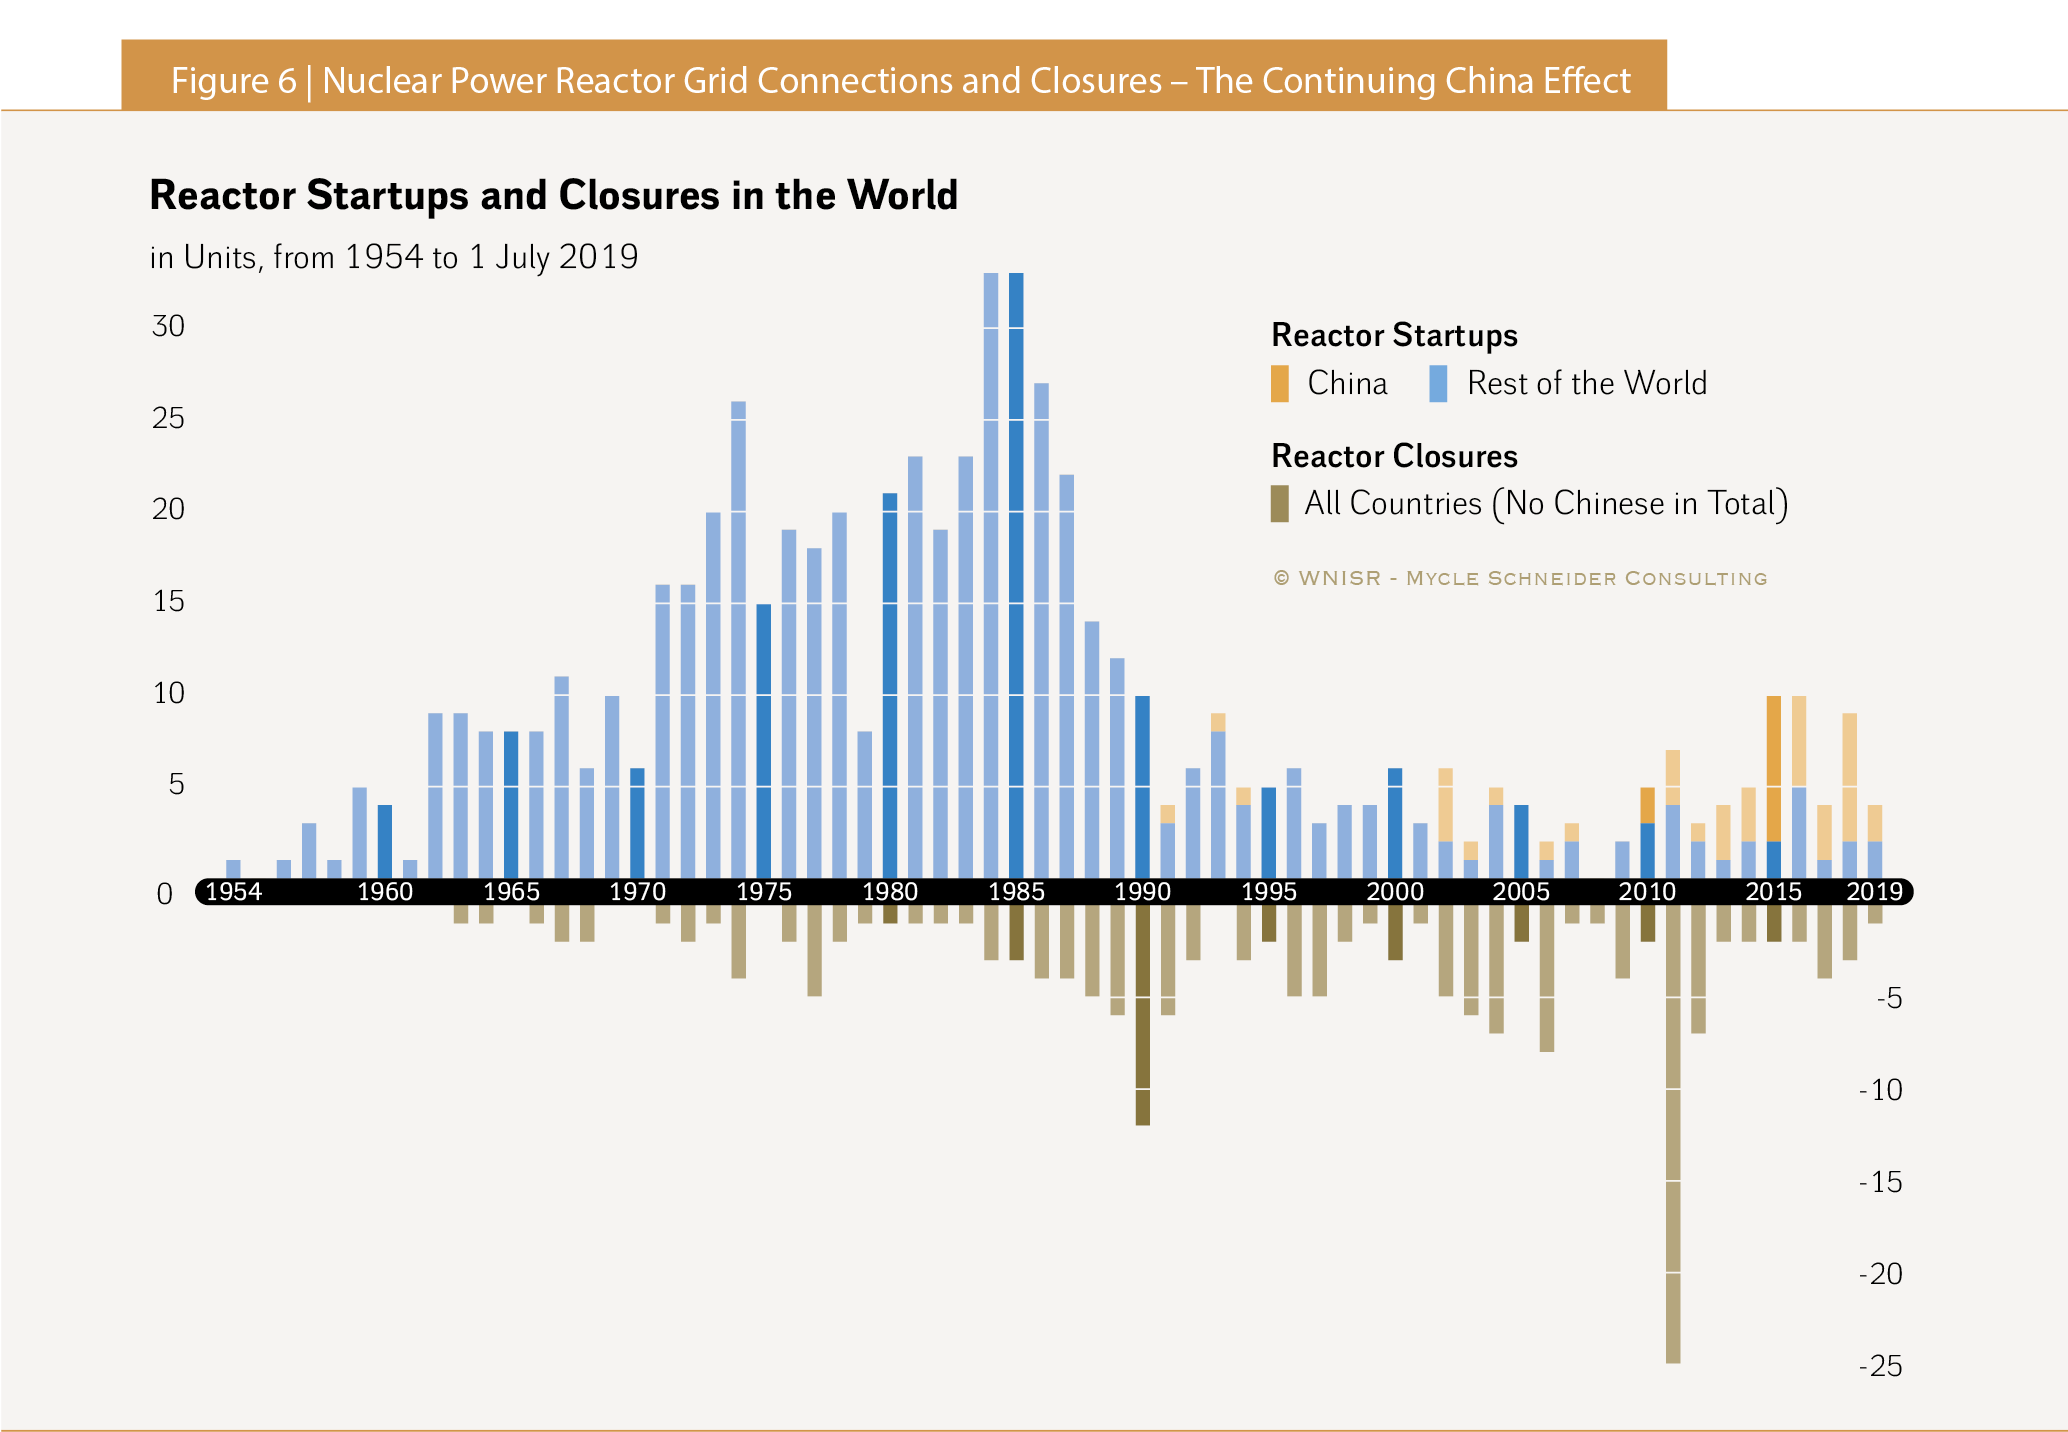 Figure 6 | Nuclear Power Reactor Grid Connections and Closures – The Continuing China Effect
Reactor Startups and Closures in the World
in Units, from 1954 to 1 July 2019
30
25
20
15
10
5
0
Reactor Startups
China Rest of the World
Reactor Closures
All Countries (No Chinese in Total)
© WNISR - Mycle Schneider Consulting
1954 1960 1965 1970 1975 1980 1985 1990 1995 2000 2005 2010 2015 2019
-5
-10
-15
-20
-25